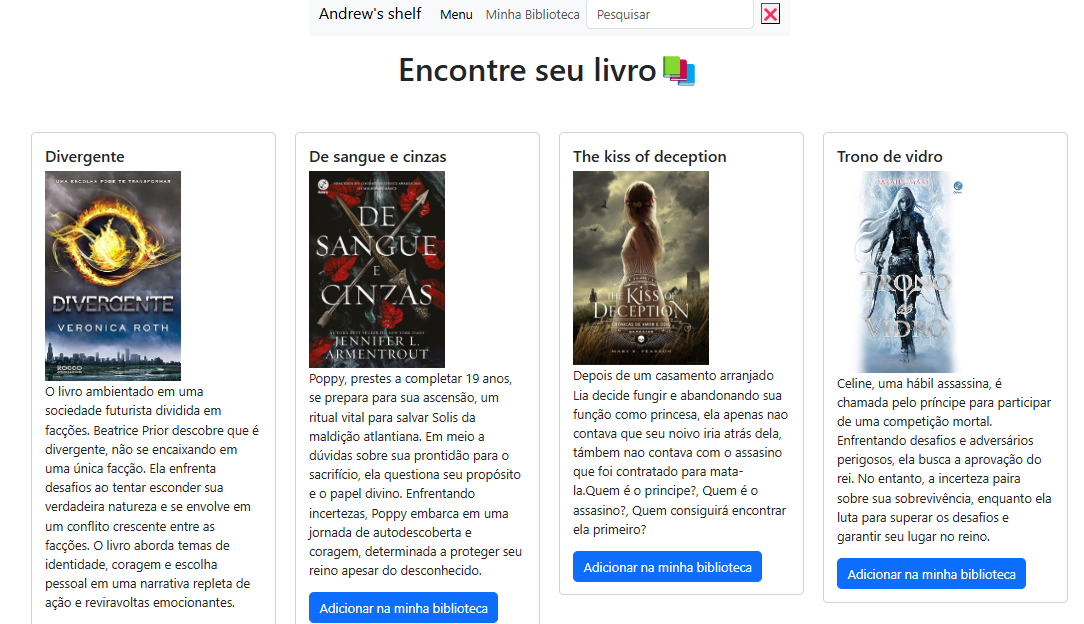 Andrew's shelf Menu Minha Biblioteca Pesquisar
Encontre seu livro
Divergente
UMA ESCOLHA PODE TE TRANSFORMAR
DIVERGENTE
VERONICA ROTH
ROCCO
O livro ambientado em uma
sociedade futurista dividida em
facções. Beatrice Prior descobre que é
divergente, não se encaixando em
uma única facção. Ela enfrenta
desafios ao tentar esconder sua
verdadeira natureza e se envolve em
um conflito crescente entre as
facções. O livro aborda temas de
identidade, coragem e escolha
pessoal em uma narrativa repleta de
ação e reviravoltas emocionantes.
De sangue e cinzas
DE
SANGUE
E
CINZAS
JENNIFER L.
ARMENTROUT
Poppy, prestes a completar 19 anos,
se prepara para sua ascensão, um
ritual vital para salvar Solis da
maldição atlantiana. Em meio a
dúvidas sobre sua prontidão para o
sacrifício, ela questiona seu propósito
e o papel divino. Enfrentando
incertezas, Poppy embarca em uma
jornada de autodescoberta e
coragem, determinada a proteger seu
reino apesar do desconhecido.
Adicionar na minha biblioteca
The kiss of deception
THE KISS OF
DECEPTION
CRÔNICAS DE AMOR E ÓDIO
MARY E. PEARSON
Depois de um casamento arranjado
Lia decide fungir e abandonando sua
função como princesa, ela apenas nao
contava que seu noivo iria atrás dela,
támbem nao contava com o assasino
que foi contratado para mata-
la.Quem é o principe?, Quem é o
assasino?, Quem consiguirá encontrar
ela primeiro?
Adicionar na minha biblioteca
Trono de vidro
SARAH J. MAAS
TRONO
de
VIDRO
Celine, uma hábil assassina, é
chamada pelo príncipe para participar
de uma competição mortal.
Enfrentando desafios e adversários
perigosos, ela busca a aprovação do
rei. No entanto, a incerteza paira
sobre sua sobrevivência, enquanto ela
luta para superar os desafios e
garantir seu lugar no reino.
Adicionar na minha biblioteca